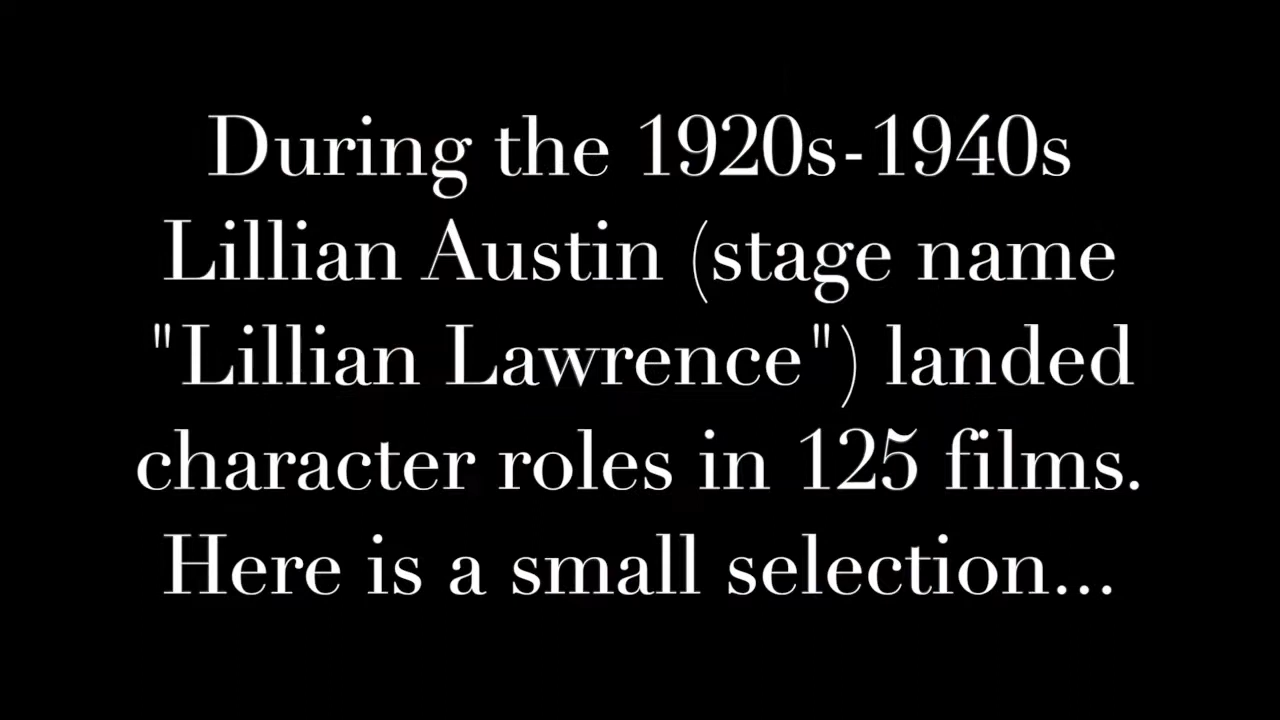 During the 1920s-1940s
Lillian Austin (stage name
"Lillian Lawrence") landed
character roles in 125 films.
Here is a small selection...